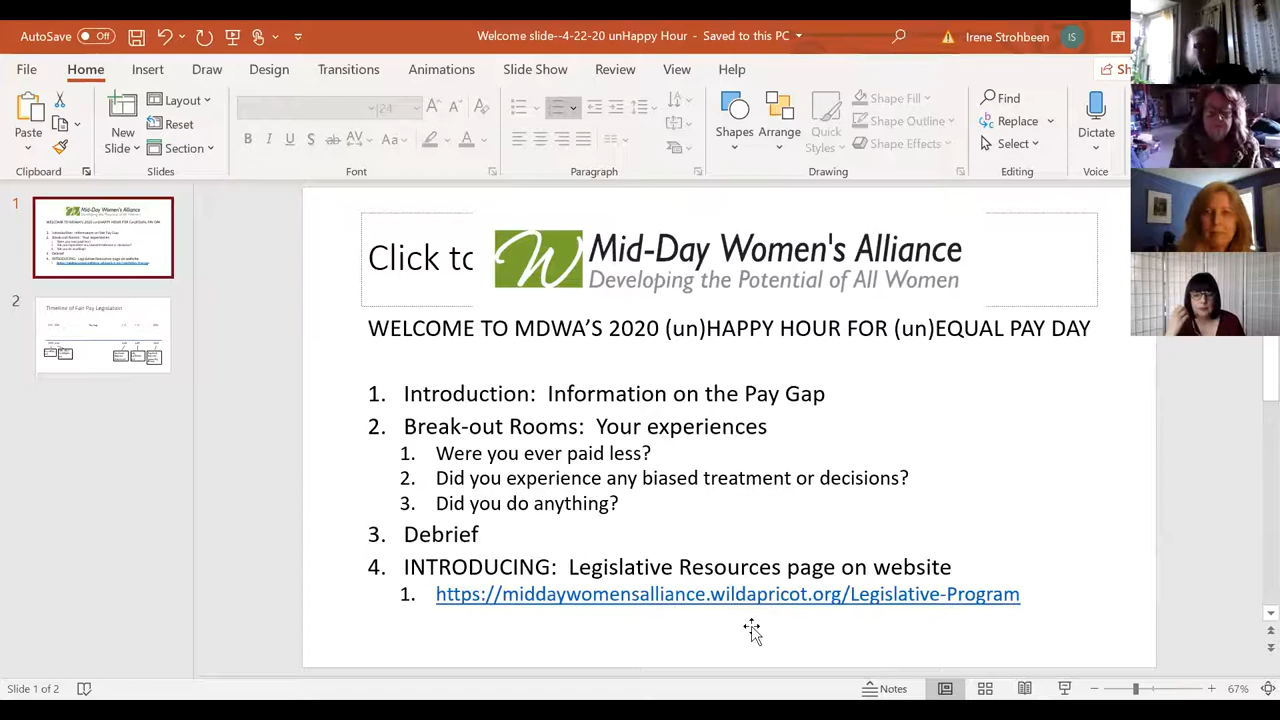 AutoSave Off
Welcome slide--4-22-20 unHappy Hour - Saved to this PC
Irene Strohbeen IS
File Home Insert Draw Design Transitions Animations Slide Show Review View Help Sh
Paste
New
Slide
Layout
Reset
Section
24
Shapes
Arrange
Quick
Styles
Shape Fill
Shape Outline
Shape Effects
Find
Replace
Select
Dictate
Clipboard Slides Font Paragraph Drawing Editing Voice
1
2
Timeline of Fair Pay Legislation
Click to
Mid-Day Women's Alliance
Developing the Potential of All Women
WELCOME TO MDWA'S 2020 (un)HAPPY HOUR FOR (un)EQUAL PAY DAY
1. Introduction: Information on the Pay Gap
2. Break-out Rooms: Your experiences
1. Were you ever paid less?
2. Did you experience any biased treatment or decisions?
3. Did you do anything?
3. Debrief
4. INTRODUCING: Legislative Resources page on website
1. https://middaywomensalliance.wildapricot.org/Legislative-Program
Slide 1 of 2
Notes
67%